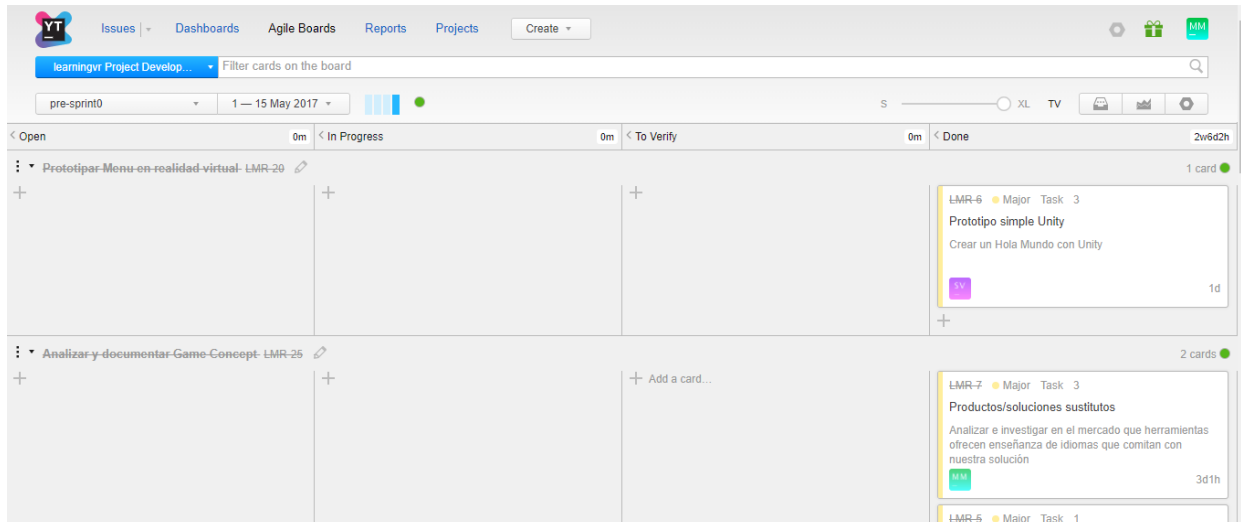 YT
Issues Dashboards Agile Boards Reports Projects Create
MM
learningvr Project Develop... Filter cards on the board
pre-sprint0 1 — 15 May 2017 S XL TV
Open 0m In Progress 0m To Verify 0m Done 2w6d2h
Prototipar Menu en realidad virtual LMR-20 1 card
LMR-6 Major Task 3
Prototipo simple Unity
Crear un Hola Mundo con Unity
SV 1d
Analizar y documentar Game Concept LMR-25 2 cards
Add a card...
LMR-7 Major Task 3
Productos/soluciones sustitutos
Analizar e investigar en el mercado que herramientas
ofrecen enseñanza de idiomas que comitan con
nuestra solución
MM 3d1h
LMR-5 Major Task 1